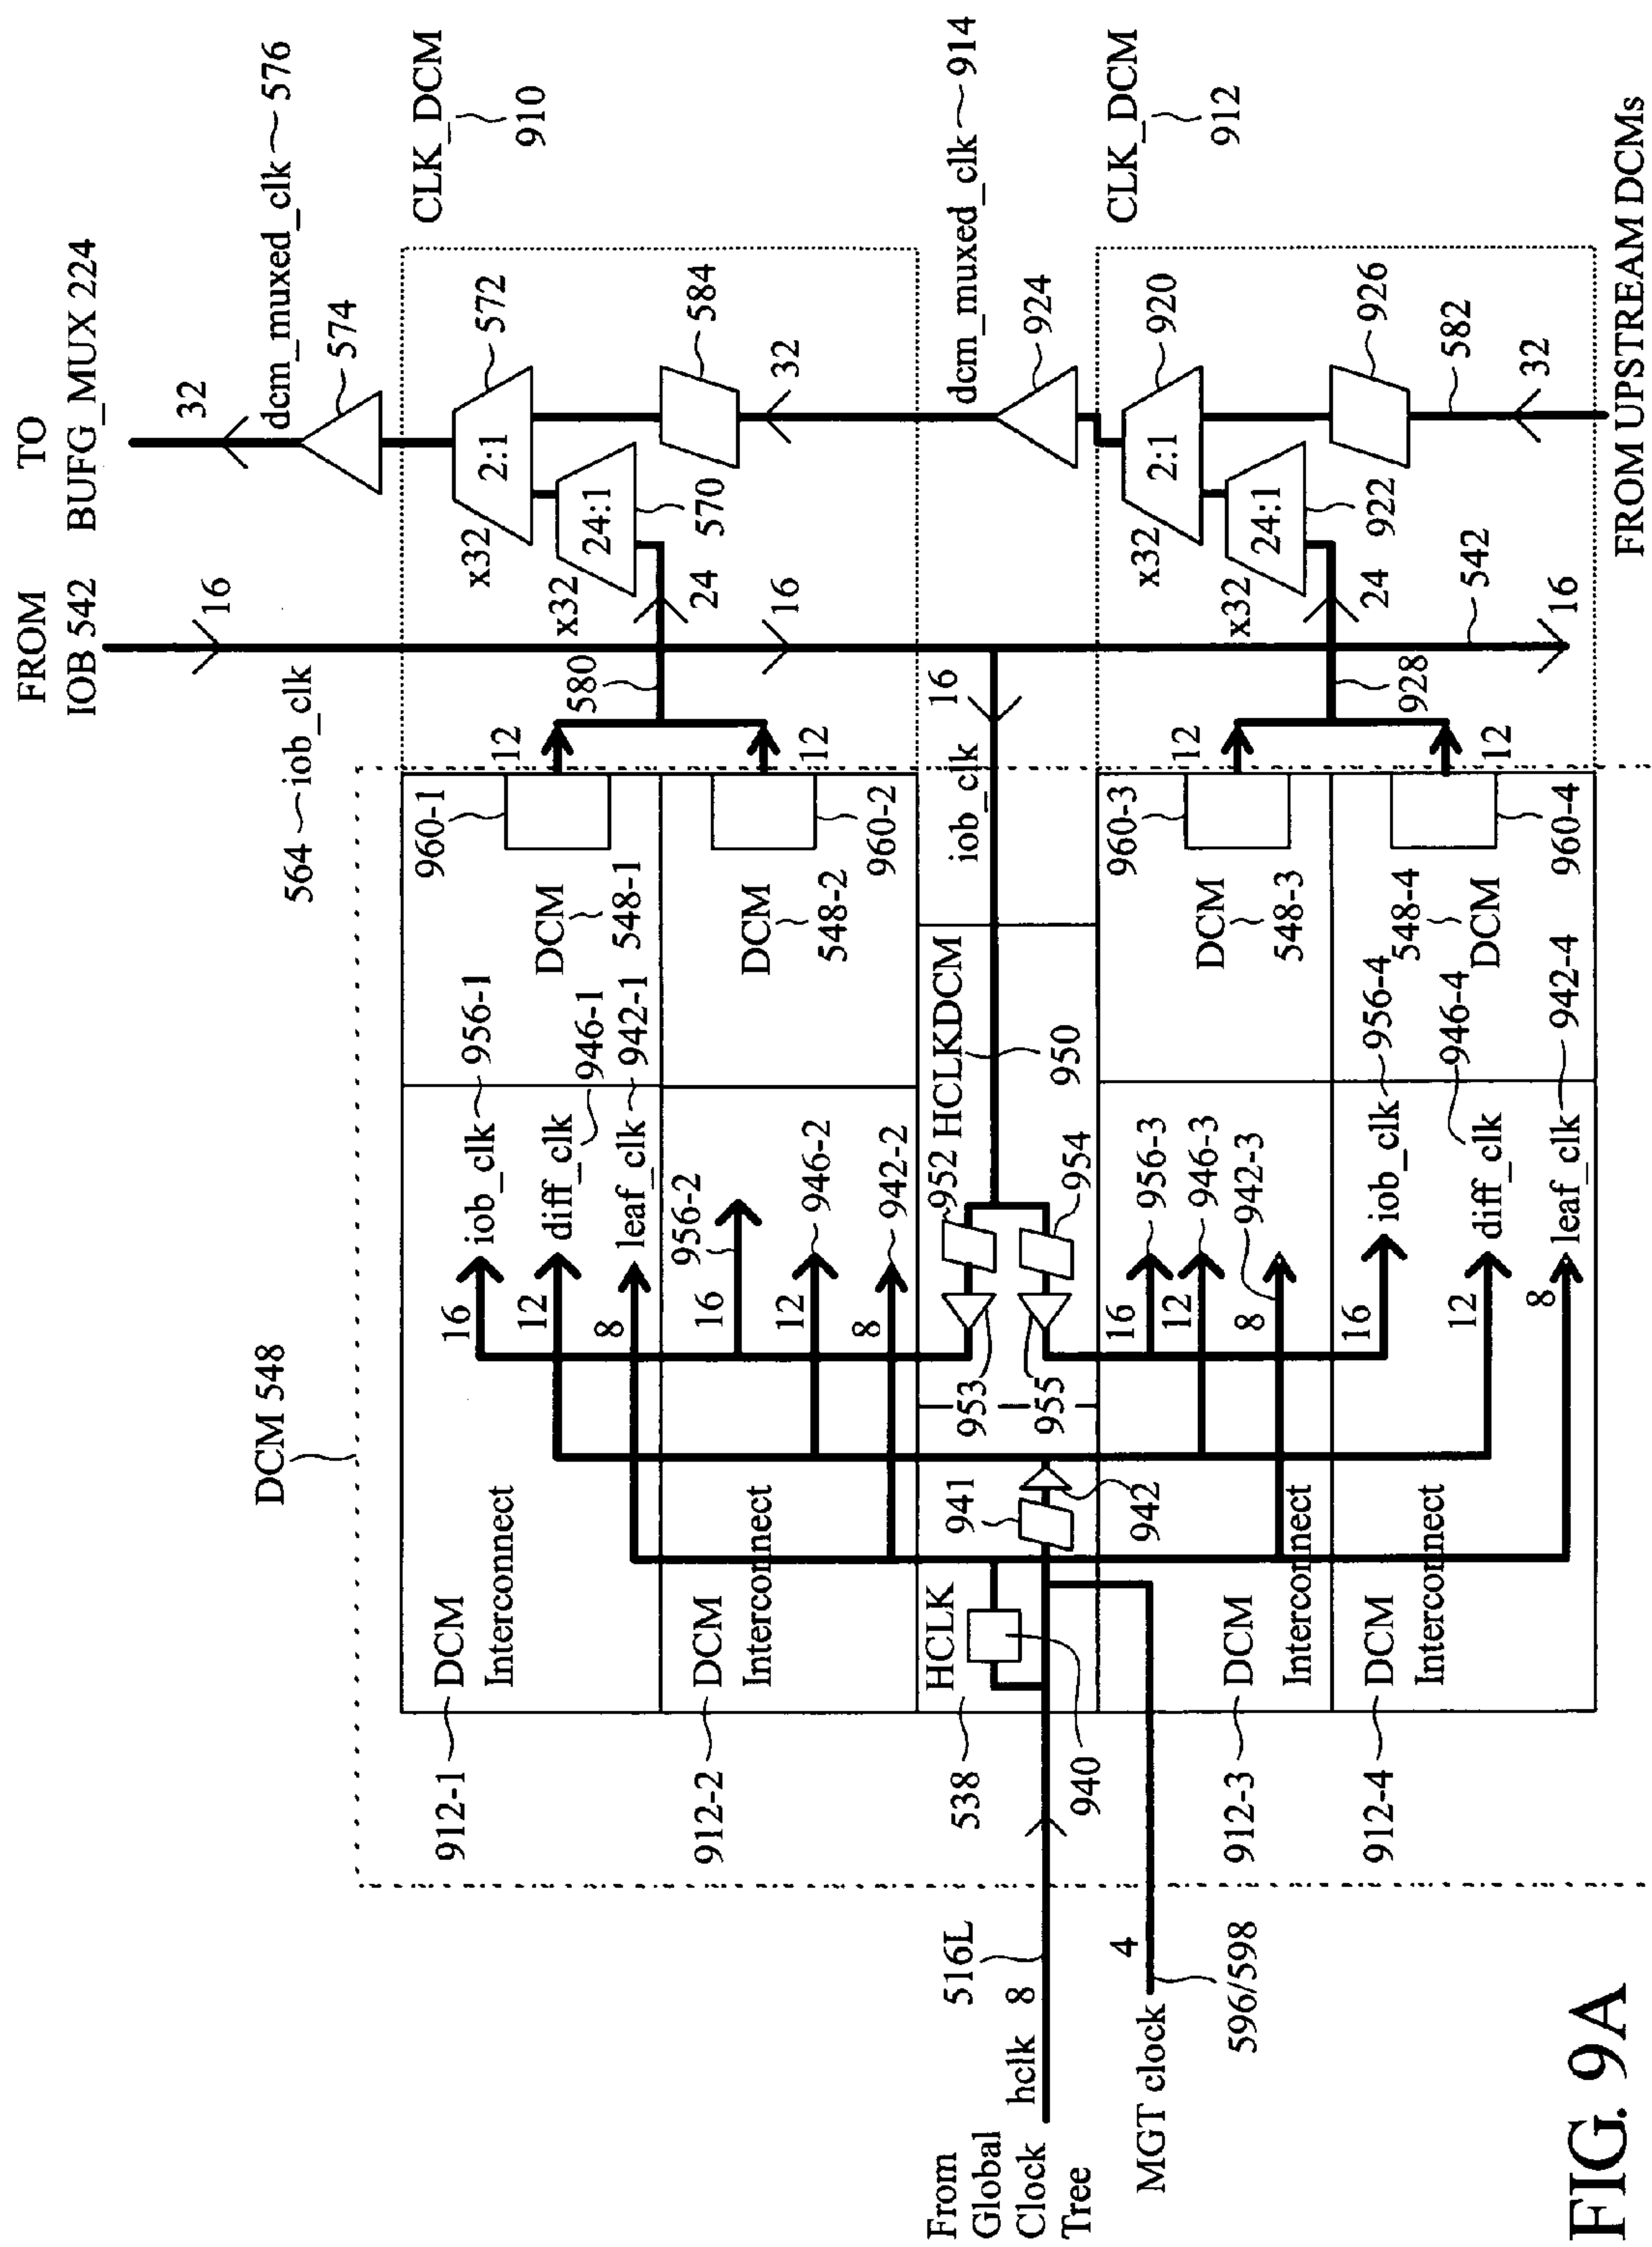 FROM
IOB 542
TO
BUFG_MUX 224
16
32
564
iob_clk
dcm_muxed_clk
576
574
DCM 548
CLK_DCM
910
912-1
DCM
Interconnect
16
iob_clk
956-1
12
diff_clk
946-1
8
leaf_clk
942-1
DCM
548-1
960-1
12
580
x32
x32
2:1
572
24:1
570
24
584
912-2
DCM
Interconnect
956-2
16
12
946-2
8
942-2
DCM
548-2
960-2
12
16
32
538
HCLK
940
941
942
953
955
952
HCLKDCM
954
950
iob_clk
16
dcm_muxed_clk
914
924
From
Global
Clock
Tree
hclk
8
516L
MGT clock
4
596/598
CLK_DCM
912
912-3
DCM
Interconnect
16
956-3
12
946-3
8
942-3
DCM
548-3
960-3
12
928
x32
x32
2:1
920
24:1
922
24
926
912-4
DCM
Interconnect
16
iob_clk
956-4
12
diff_clk
946-4
8
leaf_clk
942-4
548-4
DCM
960-4
12
542
16
582
32
FROM UPSTREAM DCMs
FIG. 9A